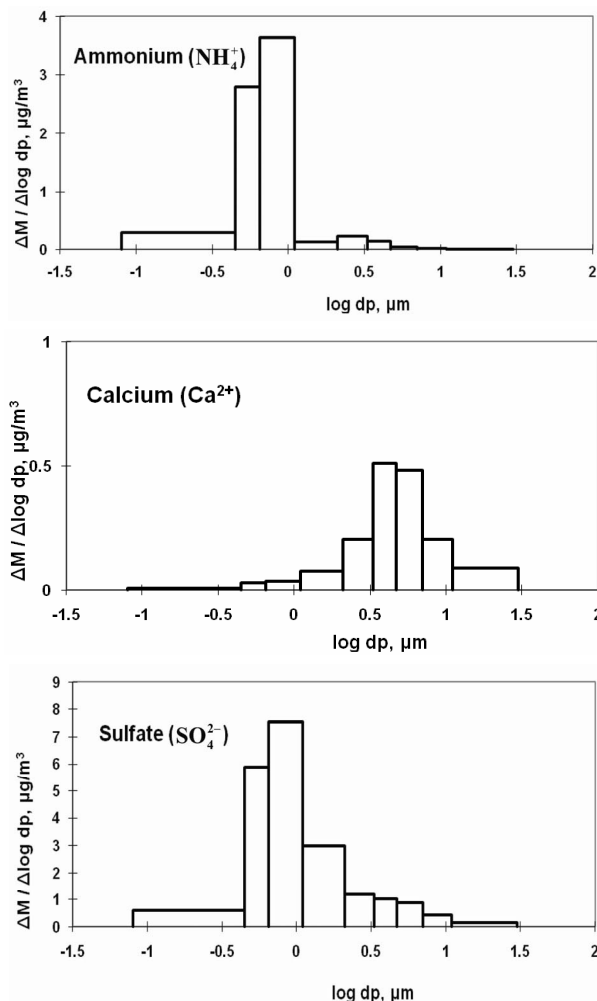 Ammonium (NH₄⁺)
ΔM / Δlog dp, µg/m³
4
3
2
1
0
-1.5 -1 -0.5 0 0.5 1 1.5 2
log dp, µm
Calcium (Ca²⁺)
ΔM / Δlog dp, µg/m³
1
0.5
0
-1.5 -1 -0.5 0 0.5 1 1.5 2
log dp, µm
Sulfate (SO₄²⁻)
ΔM / Δlog dp, µg/m³
9
8
7
6
5
4
3
2
1
0
-1.5 -1 -0.5 0 0.5 1 1.5 2
log dp, µm